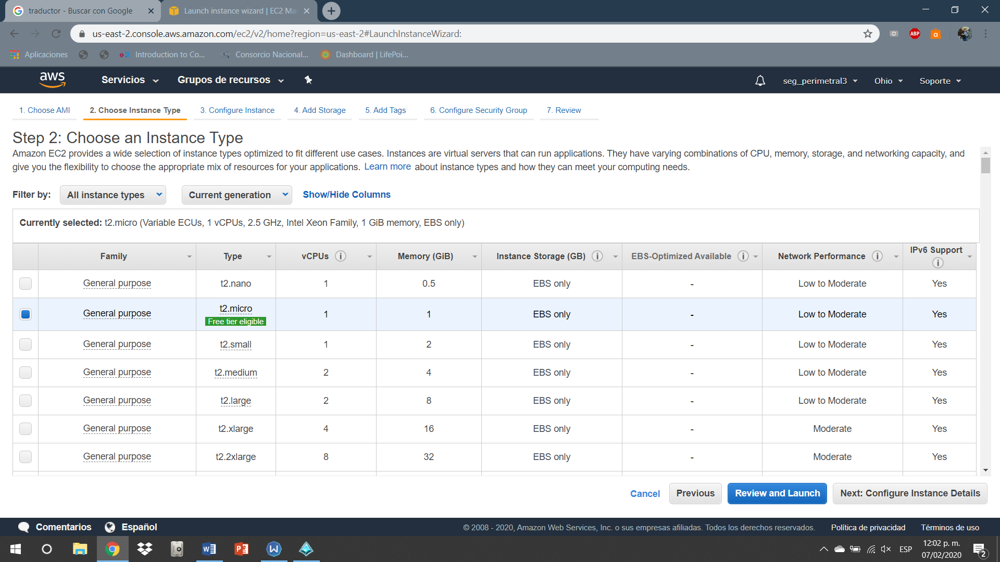 traductor - Buscar con Google
Launch instance wizard | EC2 Ma
us-east-2.console.aws.amazon.com/ec2/v2/home?region=us-east-2#LaunchInstanceWizard:
ABP
a
Aplicaciones
Introduction to Co...
Consorcio Nacional...
Dashboard | LifePoi...
aws
Servicios
Grupos de recursos
seg_perimetral3
Ohio
Soporte
1. Choose AMI
2. Choose Instance Type
3. Configure Instance
4. Add Storage
5. Add Tags
6. Configure Security Group
7. Review
Step 2: Choose an Instance Type
Amazon EC2 provides a wide selection of instance types optimized to fit different use cases. Instances are virtual servers that can run applications. They have varying combinations of CPU, memory, storage, and networking capacity, and
give you the flexibility to choose the appropriate mix of resources for your applications. Learn more about instance types and how they can meet your computing needs.
Filter by: All instance types Current generation Show/Hide Columns
Currently selected: t2.micro (Variable ECUs, 1 vCPUs, 2.5 GHz, Intel Xeon Family, 1 GiB memory, EBS only)
Family Type vCPUs Memory (GiB) Instance Storage (GB) EBS-Optimized Available Network Performance IPv6 Support
General purpose t2.nano 1 0.5 EBS only - Low to Moderate Yes
General purpose t2.micro 1 1 EBS only - Low to Moderate Yes
Free tier eligible
General purpose t2.small 1 2 EBS only - Low to Moderate Yes
General purpose t2.medium 2 4 EBS only - Low to Moderate Yes
General purpose t2.large 2 8 EBS only - Low to Moderate Yes
General purpose t2.xlarge 4 16 EBS only - Moderate Yes
General purpose t2.2xlarge 8 32 EBS only - Moderate Yes
Cancel
Previous
Review and Launch
Next: Configure Instance Details
Comentarios
Español
© 2008 - 2020, Amazon Web Services, Inc. o sus empresas afiliadas. Todos los derechos reservados.
Política de privacidad
Términos de uso
ESP
12:02 p. m.
07/02/2020
2